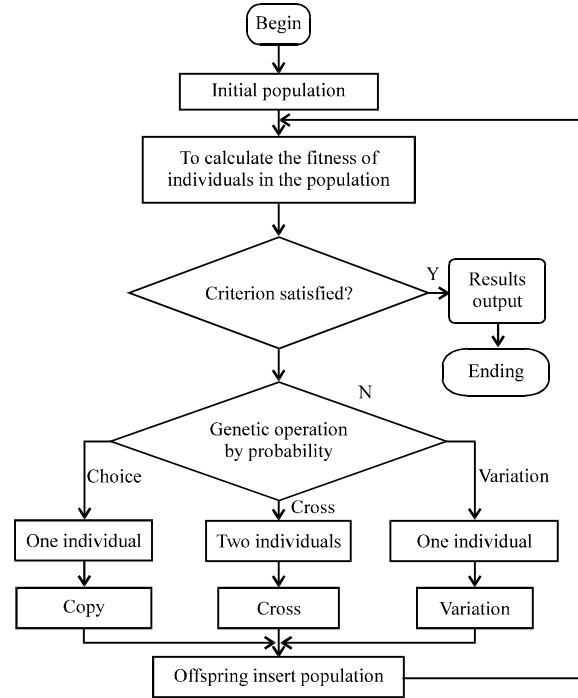 Begin
Initial population
To calculate the fitness of
individuals in the population
Criterion satisfied?
Y
Results
output
Ending
N
Genetic operation
by probability
Choice
Cross
Variation
One individual
Two individuals
One individual
Copy
Cross
Variation
Offspring insert population